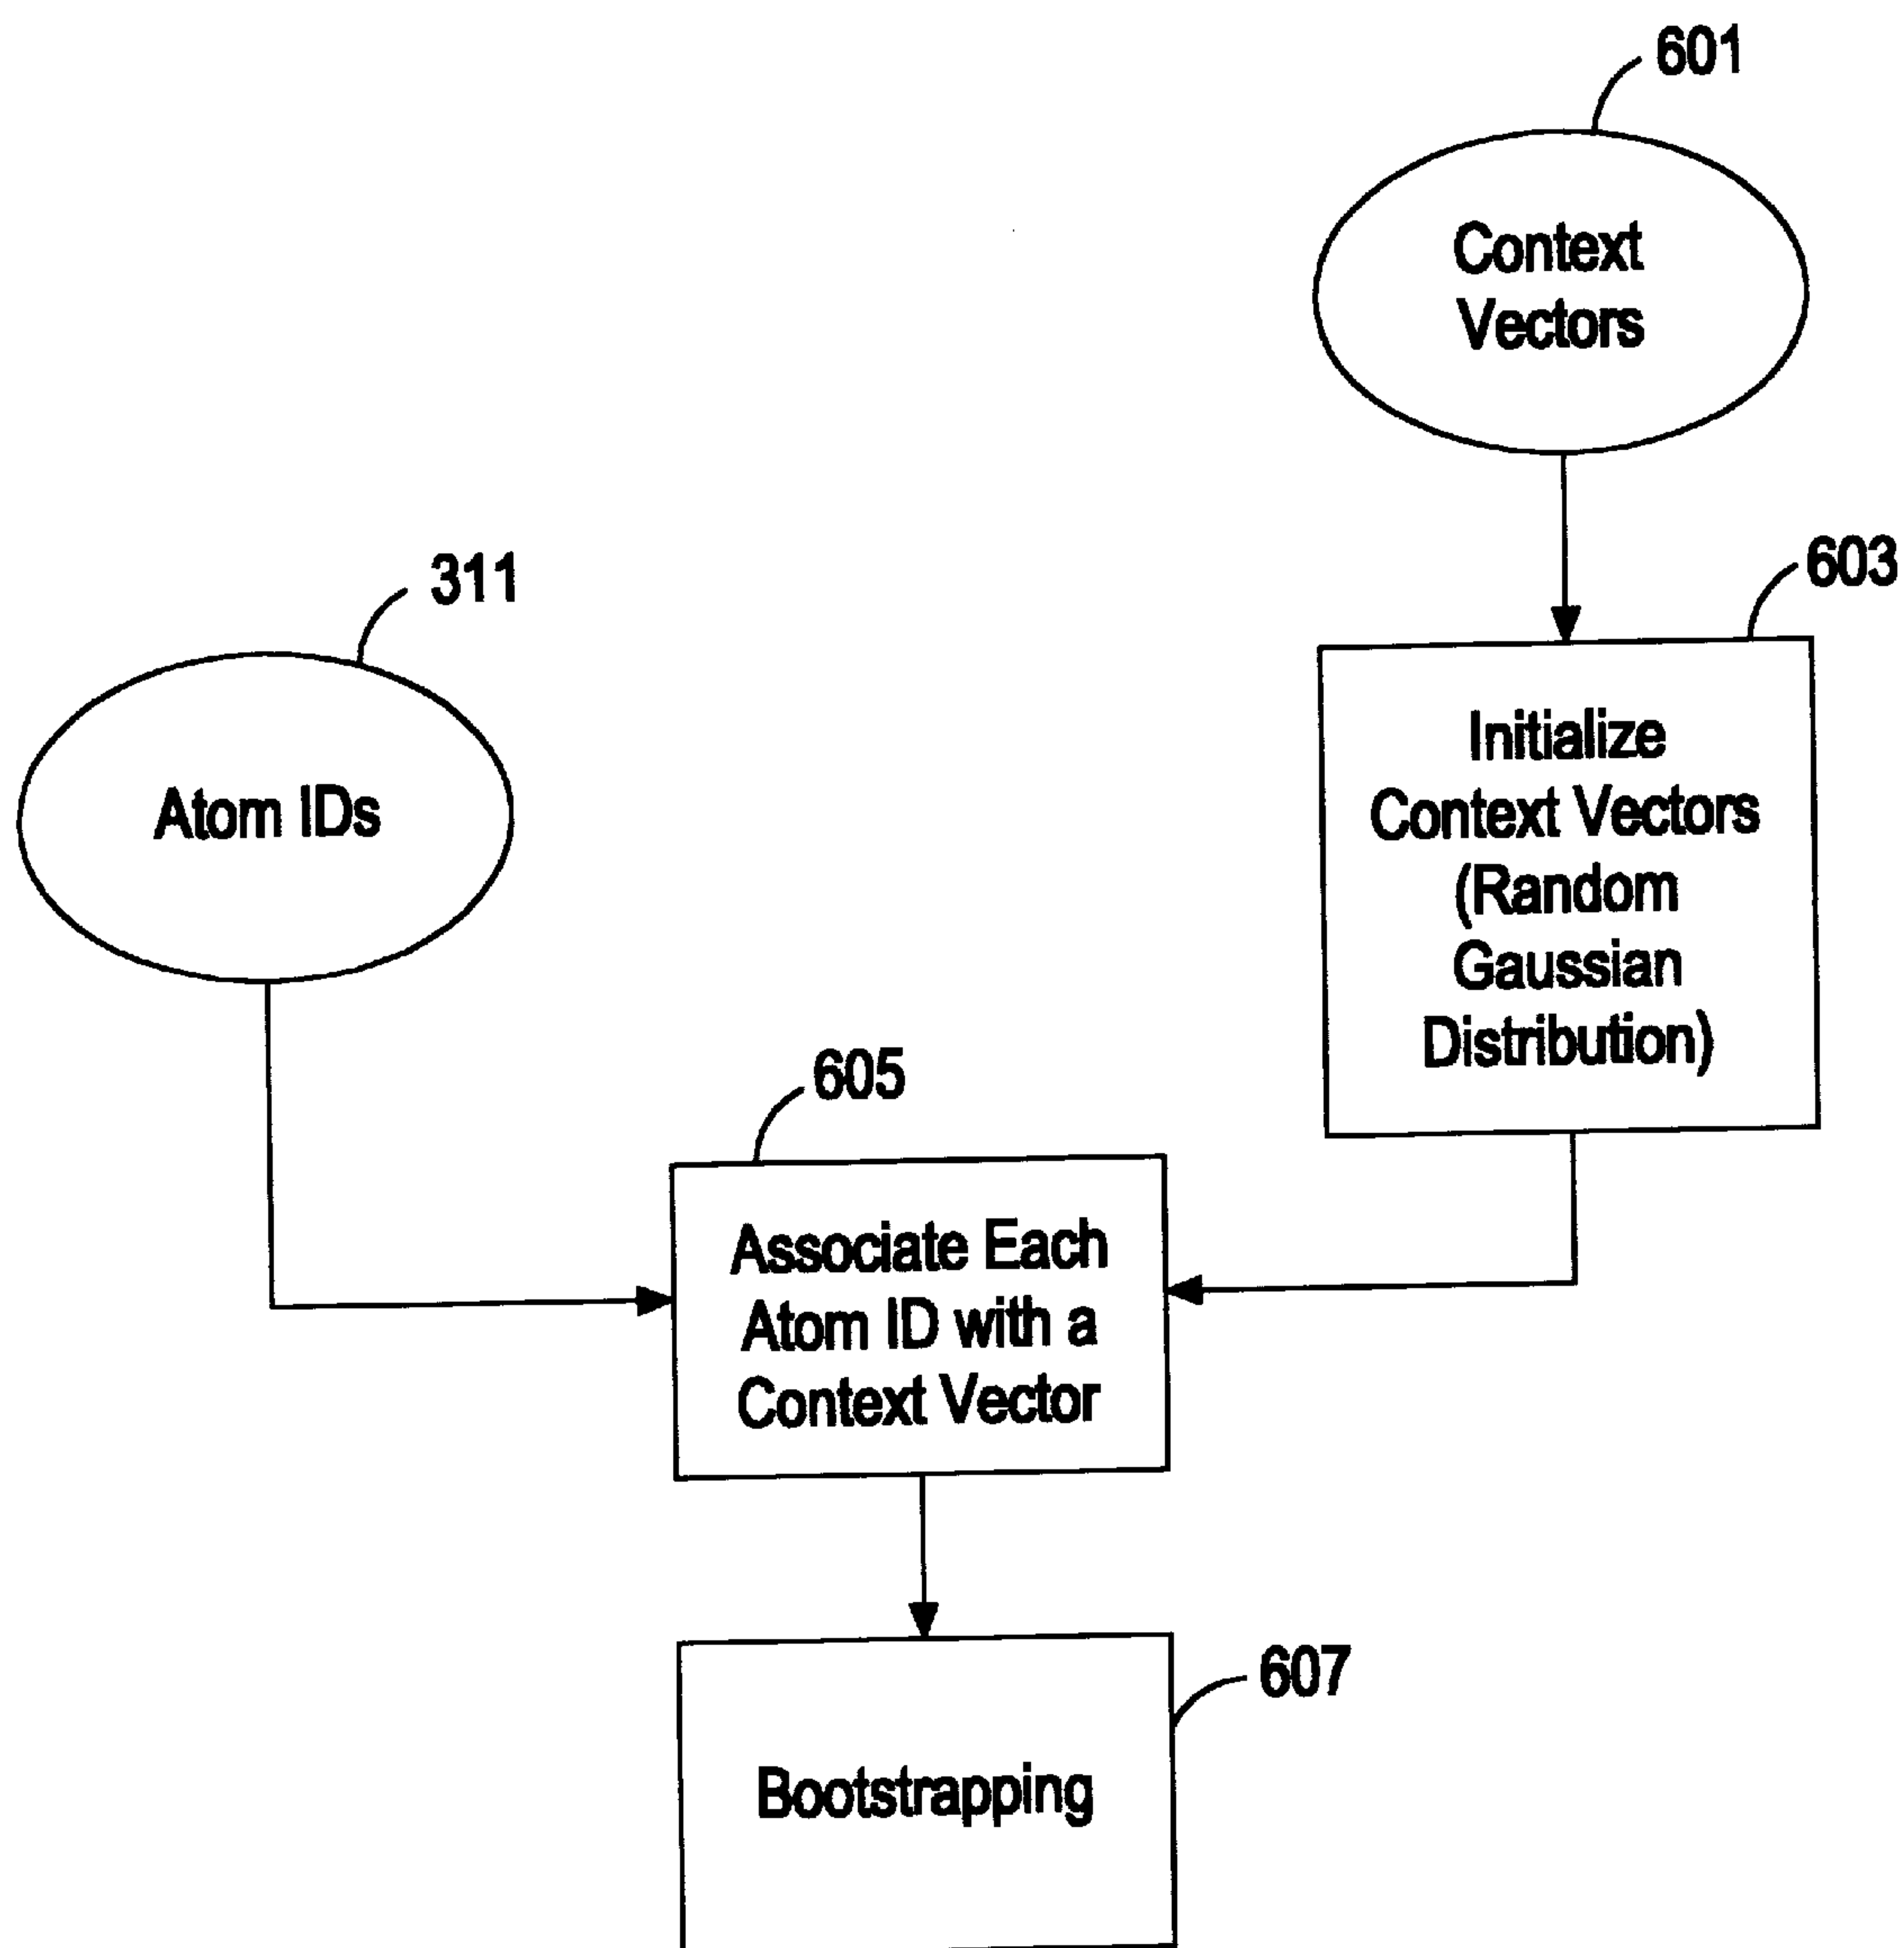 601
Context
Vectors
603
311
Initialize
Context Vectors
(Random
Gaussian
Distribution)
Atom IDs
605
Associate Each
Atom ID with a
Context Vector
607
Bootstrapping